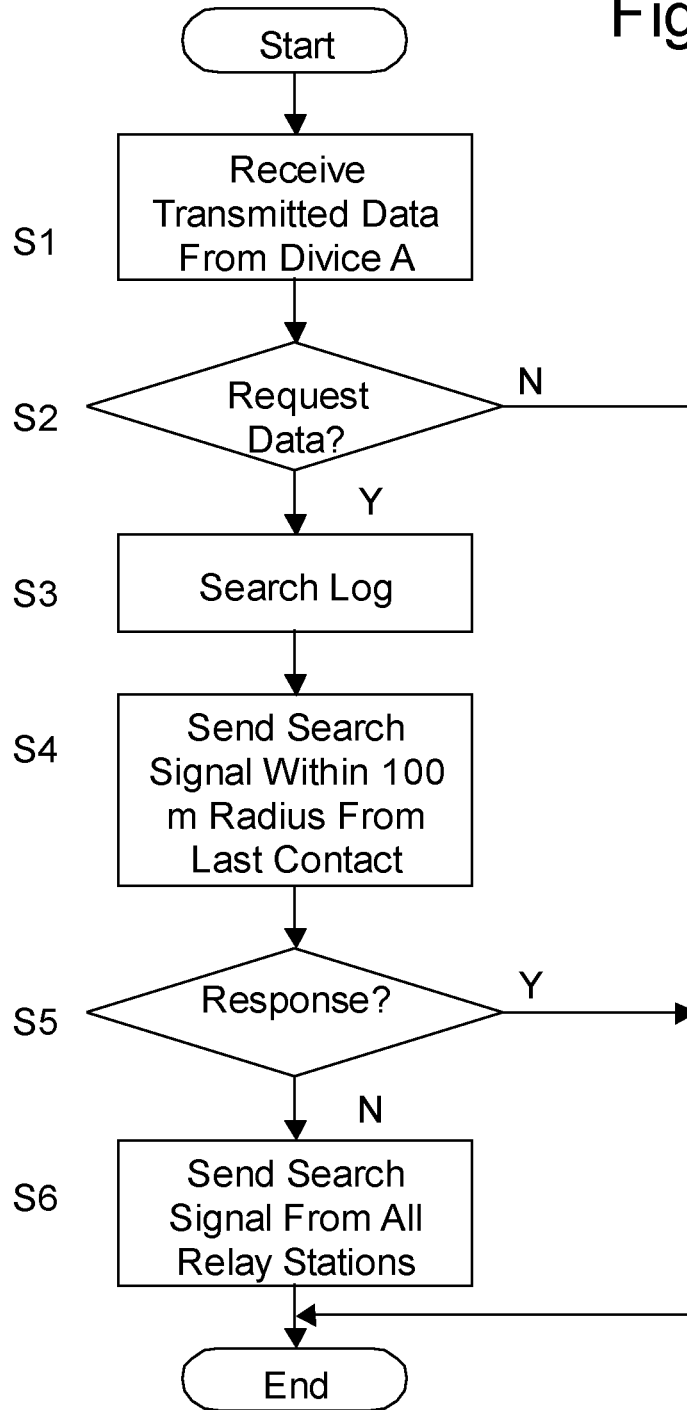 Fig
Start
Receive
Transmitted Data
From Divice A
S1
N
Request
Data?
S2
Y
Search Log
S3
Send Search
Signal Within 100
m Radius From
Last Contact
S4
Response?
Y
S5
N
Send Search
Signal From All
Relay Stations
S6
End